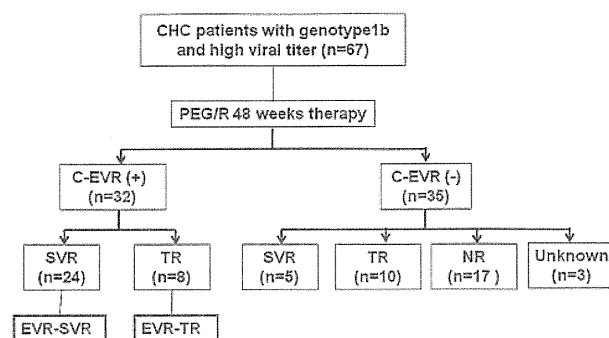 CHC patients with genotype1b
and high viral titer (n=67)
PEG/R 48 weeks therapy
C-EVR (+)
(n=32)
C-EVR (-)
(n=35)
SVR
(n=24)
TR
(n=8)
SVR
(n=5)
TR
(n=10)
NR
(n=17 )
Unknown
(n=3)
EVR-SVR
EVR-TR